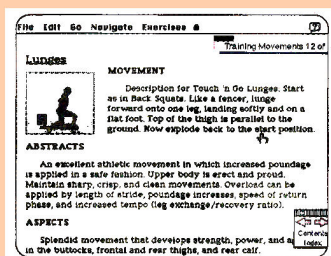 File Edit Go Navigate Exercises
Training Movements 12 of
Lunges
MOVEMENT
Description for Touch 'n Go Lunges. Start
as in Back Squats. Like a fencer, lunge
forward onto one leg, landing softly and on a
flat foot. Top of the thigh is parallel to the
ground. Now explode back to the start position.
ABSTRACTS
An excellent athletic movement in which increased poundage
is applied in a safe fashion. Upper body is erect and proud.
Maintain sharp, crisp, and clean movements. Overload can be
applied by length of stride, poundage increases, speed of return
phase, and increased tempo (leg exchange/recovery ratio).
ASPECTS
Splendid movement that develops strength, power, and
in the buttocks, frontal and rear thighs, and rear calf.
Contents
Index